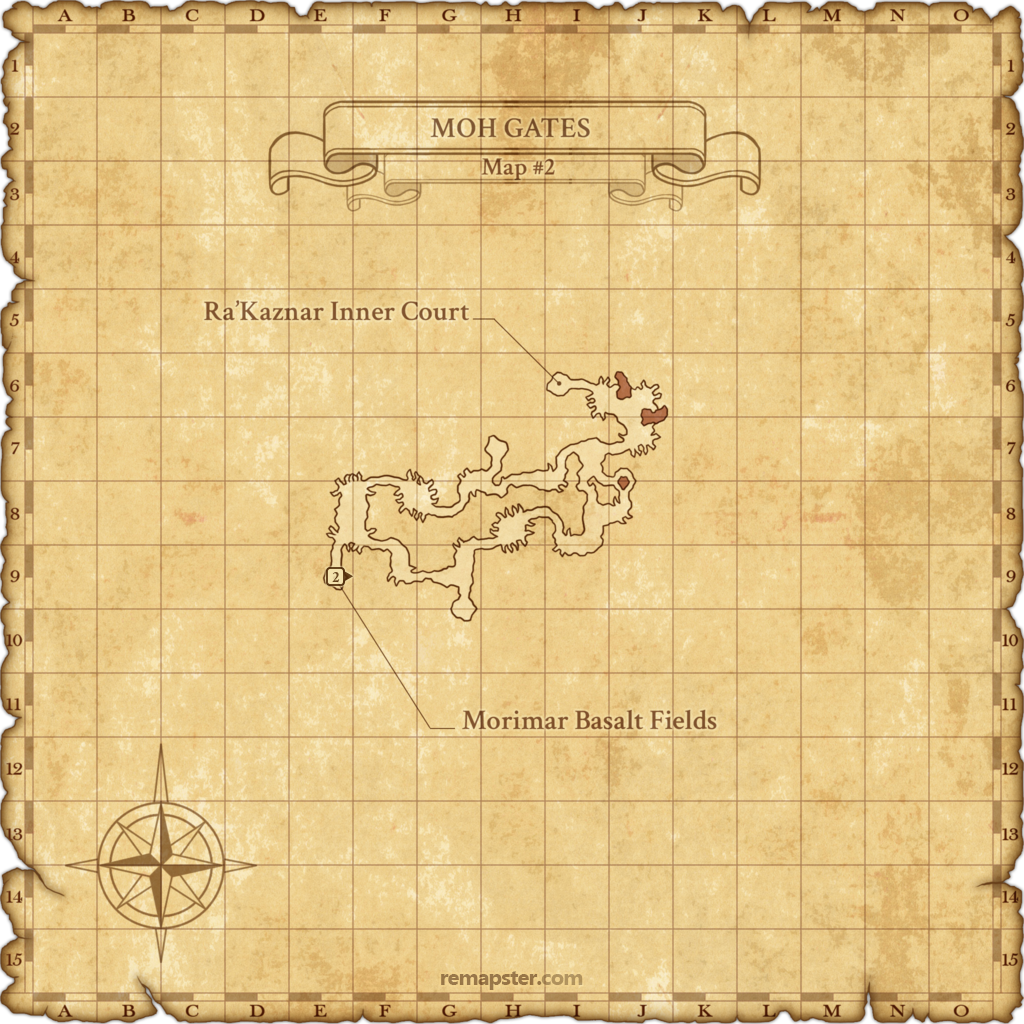 A B C D E F G H I J K L M N O
1 1
2 MOH GATES 2
Map #2
3 3
4 4
5 Ra'Kaznar Inner Court 5
6 6
7 7
8 8
9 2 9
10 10
11 Morimar Basalt Fields 11
12 12
13 13
14 14
15 15
remapster.com
A B C D E F G H I J K L M N O